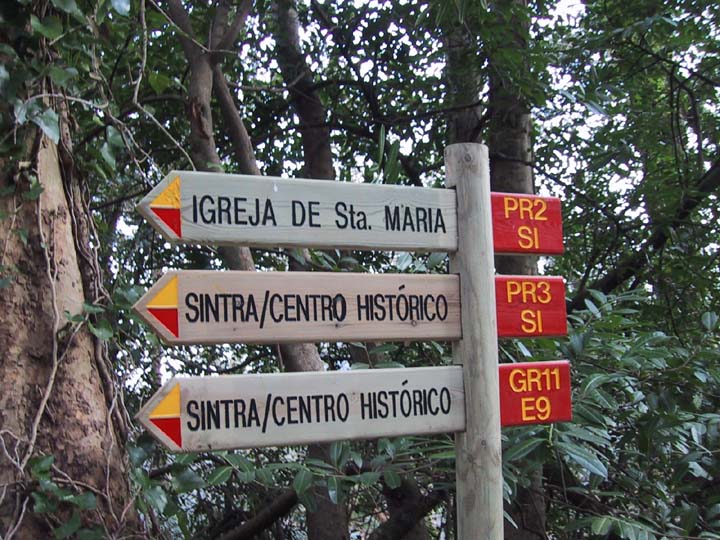 IGREJA DE Sta. MARIA
PR2
SI
SINTRA/CENTRO HISTÓRICO
PR3
SI
SINTRA/CENTRO HISTÓRICO
GR11
E9